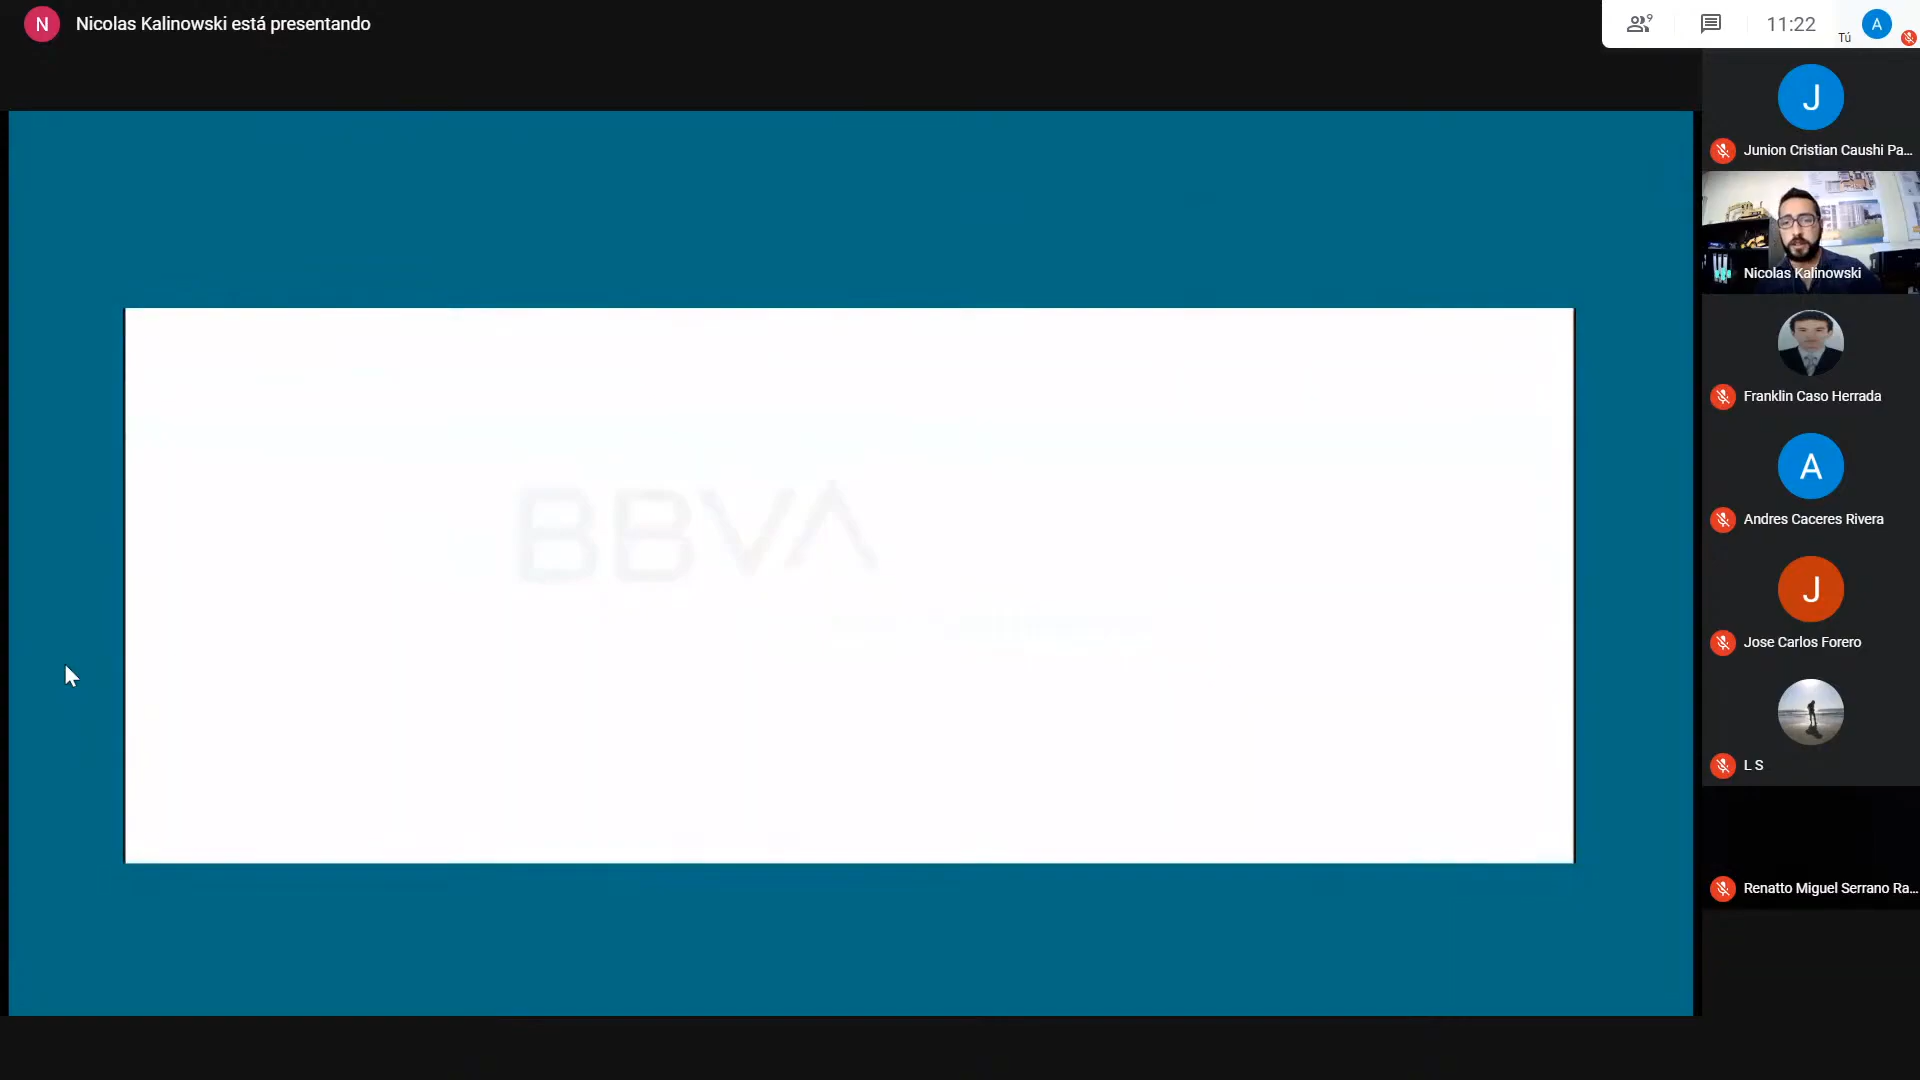 N
Nicolas Kalinowski está presentando
9
11:22
Tú
A
J
Junion Cristian Caushi Pa...
Nicolas Kalinowski
Franklin Caso Herrada
A
Andres Caceres Rivera
J
Jose Carlos Forero
L S
Renatto Miguel Serrano Ra...
BBVA